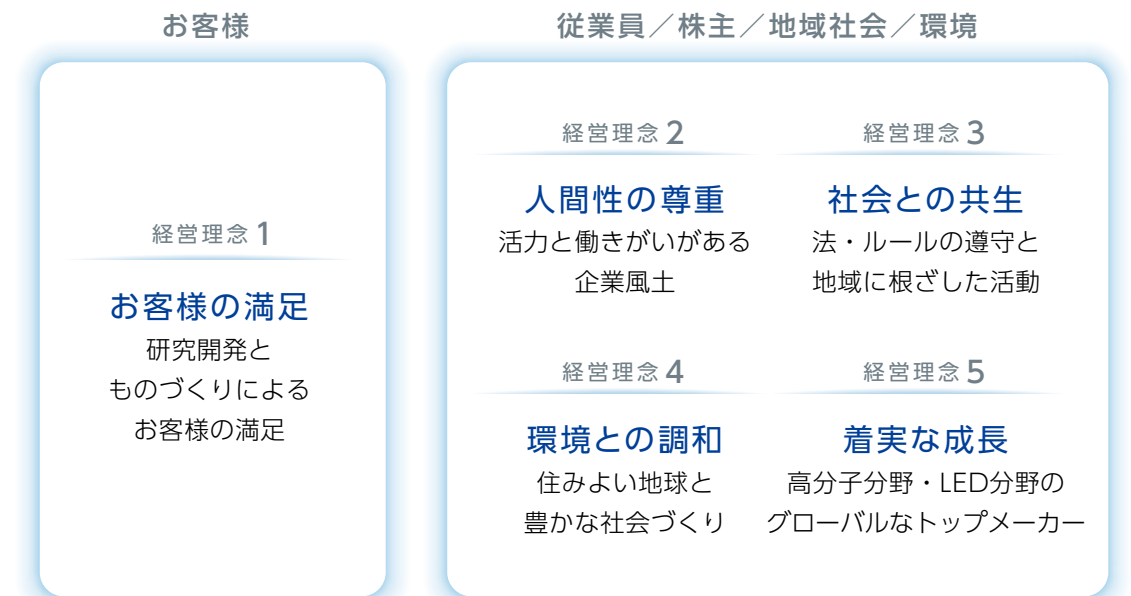 お客様
経営理念 1
お客様の満足
研究開発と
ものづくりによる
お客様の満足
従業員／株主／地域社会／環境
経営理念 2
人間性の尊重
活力と働きがいがある
企業風土
経営理念 3
社会との共生
法・ルールの遵守と
地域に根ざした活動
経営理念 4
環境との調和
住みよい地球と
豊かな社会づくり
経営理念 5
着実な成長
高分子分野・LED分野の
グローバルなトップメーカー